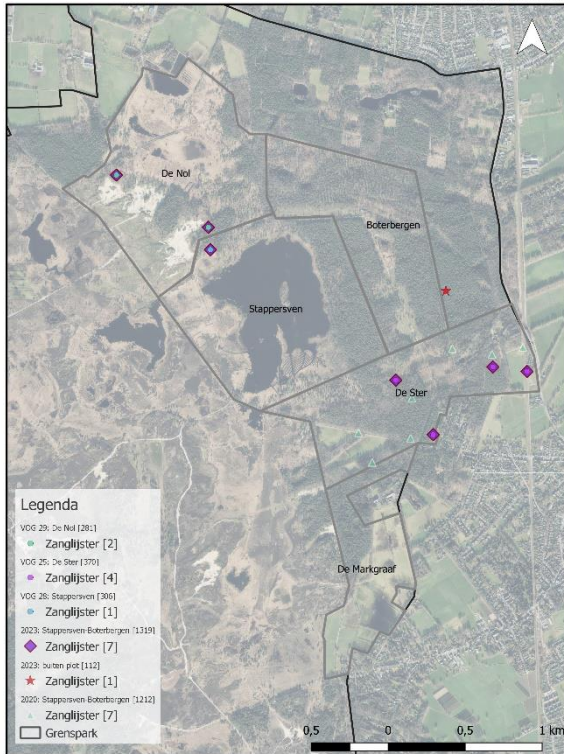 De Nol
Boterbergen
Stappersven
De Ster
De Markgraaf
Legenda
VOG 29: De Nol [281]
Zanglijster [2]
VOG 25: De Ster [370]
Zanglijster [4]
VOG 28: Stappersven [306]
Zanglijster [1]
2023: Stappersven-Boterbergen [1319]
Zanglijster [7]
2023: buiten plot [112]
Zanglijster [1]
2020: Stappersven-Boterbergen [1212]
Zanglijster [7]
Grenspark
0,5 0 0,5 1 km